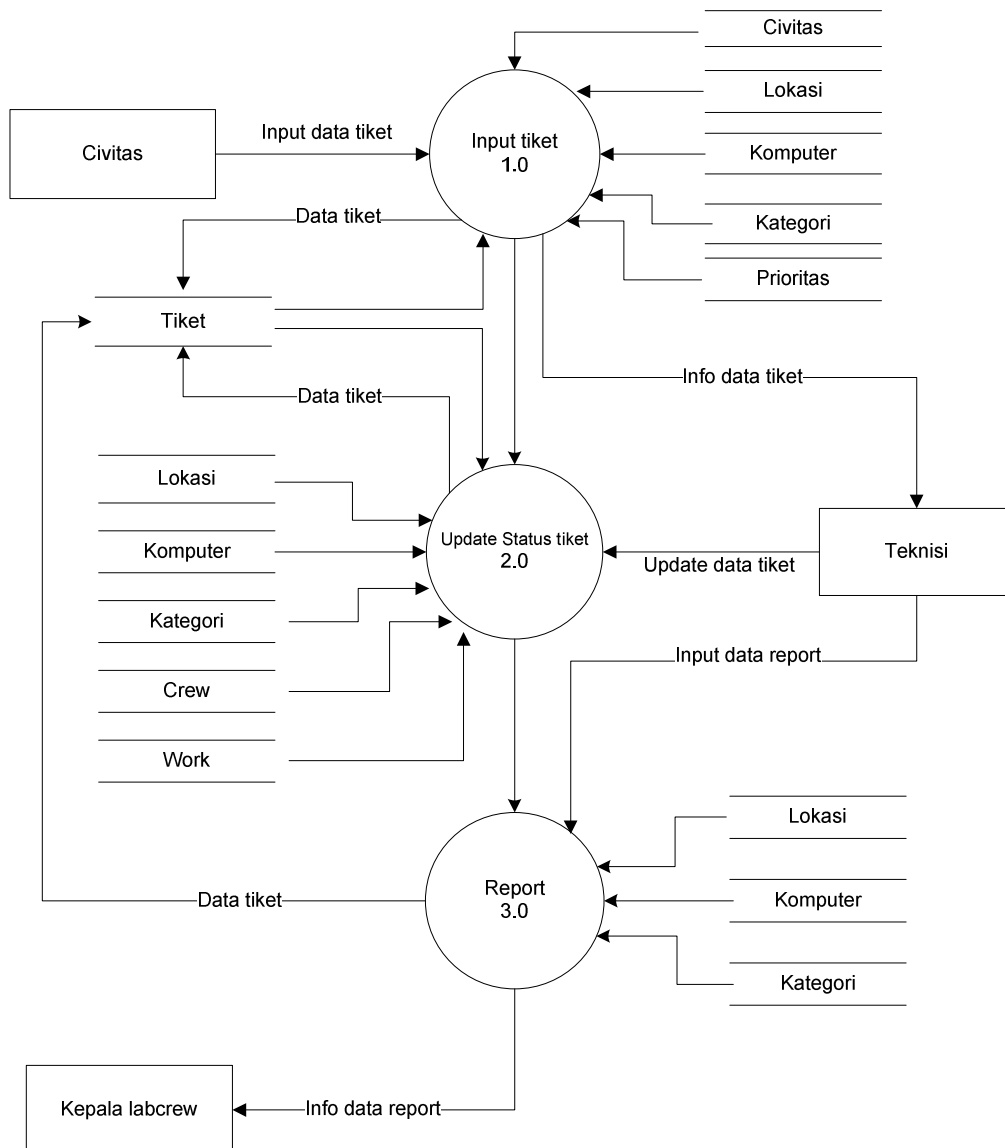 Civitas
Lokasi
Civitas
Input data tiket
Input tiket
1.0
Komputer
Kategori
Data tiket
Prioritas
Tiket
Info data tiket
Data tiket
Lokasi
Komputer
Update Status tiket
2.0
Teknisi
Update data tiket
Kategori
Input data report
Crew
Work
Lokasi
Report
3.0
Data tiket
Komputer
Kategori
Kepala labcrew
Info data report